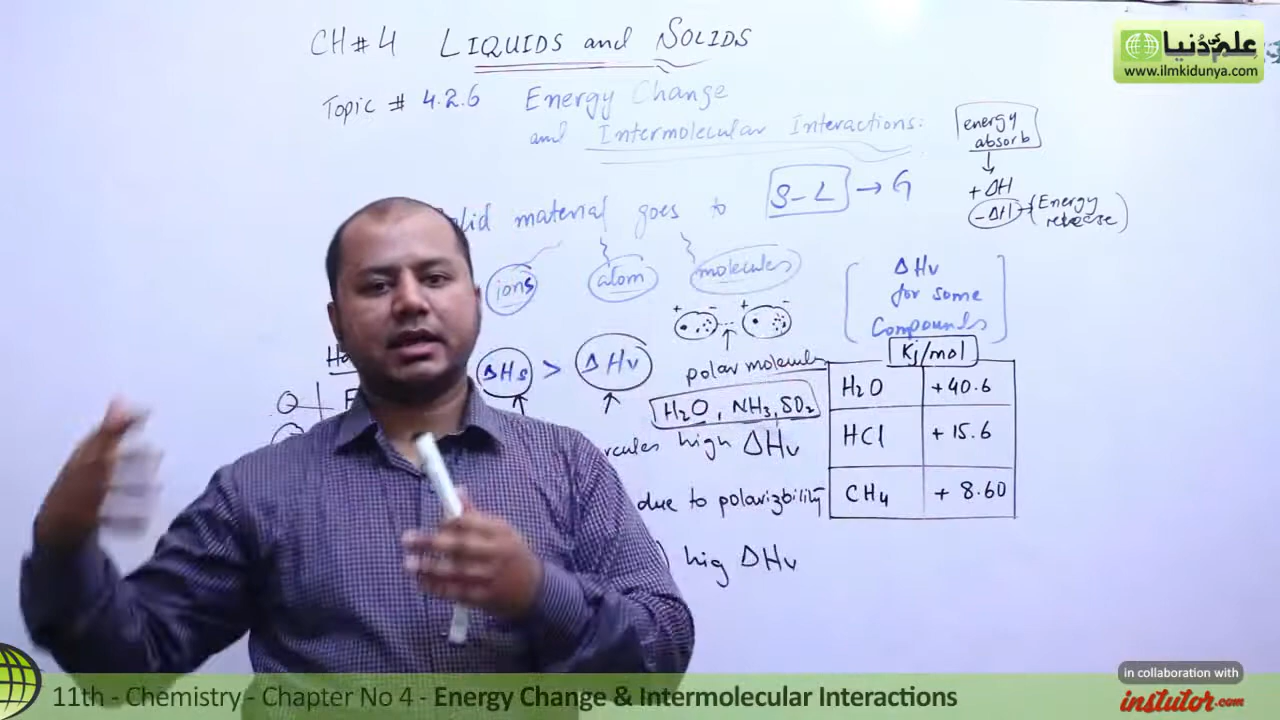 CH#4 LIQUIDS and SOLIDS
علم کی دُنیا
www.ilmkidunya.com
Topic # 4.2.6 Energy Change
and Intermolecular Interactions:
energy
absorb
+ΔH
-ΔH → (Energy
release)
material goes to S-L → G
ions atom molecules
ΔHv
for some
Compounds
+ - + -
ΔHs > ΔHv
polar molecule
Kj/mol
H2O +40.6
HCl +15.6
CH4 +8.60
H2O, NH3, SO2
high ΔHv
due to polarizbility
hig ΔHv
in collaboration with
instutor.com
11th - Chemistry - Chapter No 4 - Energy Change & Intermolecular Interactions